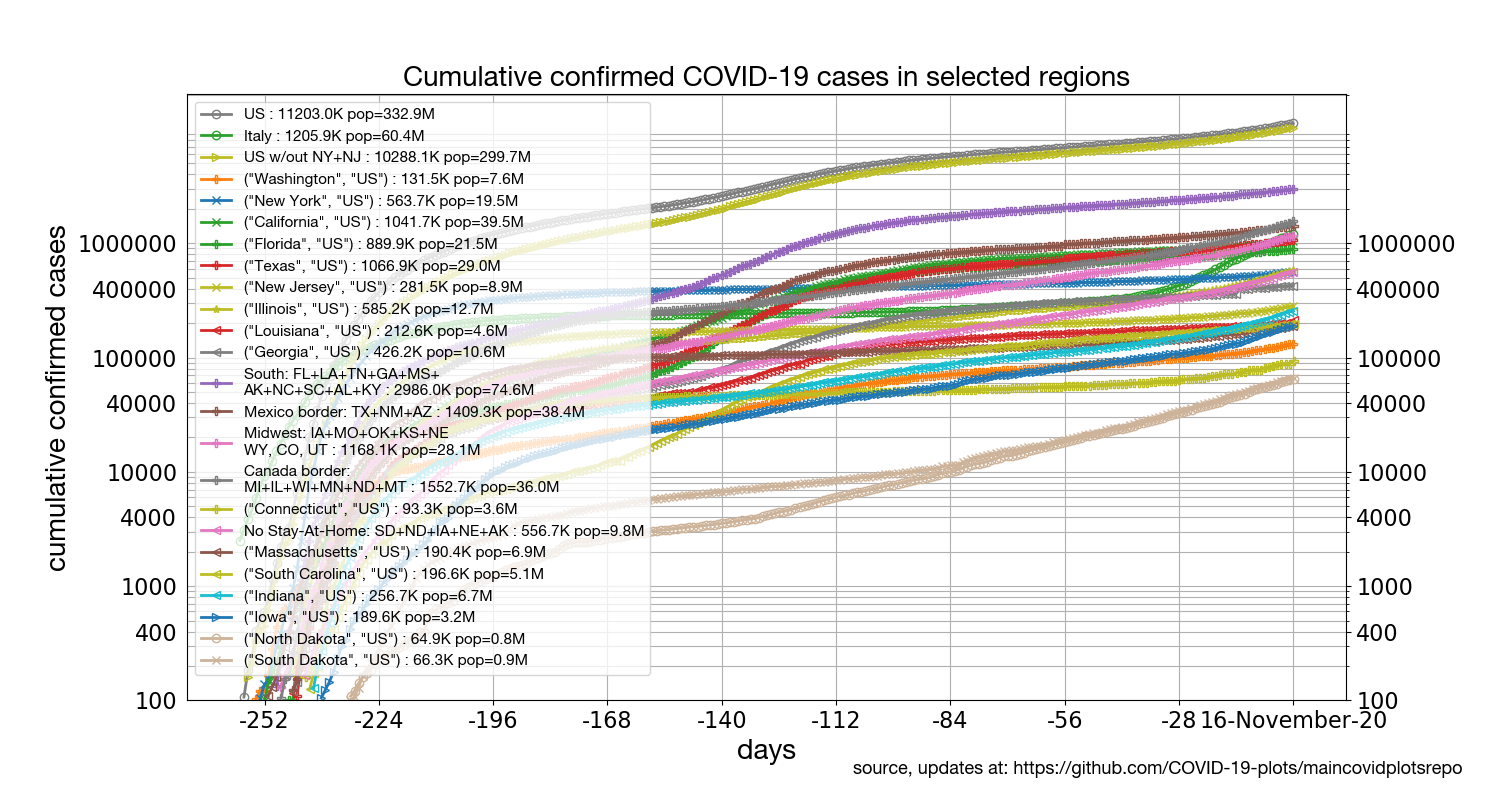 Cumulative confirmed COVID-19 cases in selected regions
US : 11203.0K pop=332.9M
Italy : 1205.9K pop=60.4M
US w/out NY+NJ : 10288.1K pop=299.7M
("Washington", "US") : 131.5K pop=7.6M
("New York", "US") : 563.7K pop=19.5M
("California", "US") : 1041.7K pop=39.5M
("Florida", "US") : 889.9K pop=21.5M
("Texas", "US") : 1066.9K pop=29.0M
("New Jersey", "US") : 281.5K pop=8.9M
("Illinois", "US") : 585.2K pop=12.7M
("Louisiana", "US") : 212.6K pop=4.6M
("Georgia", "US") : 426.2K pop=10.6M
South: FL+LA+TN+GA+MS+
AK+NC+SC+AL+KY : 2986.0K pop=74.6M
Mexico border: TX+NM+AZ : 1409.3K pop=38.4M
Midwest: IA+MO+OK+KS+NE
WY, CO, UT : 1168.1K pop=28.1M
Canada border:
MI+IL+WI+MN+ND+MT : 1552.7K pop=36.0M
("Connecticut", "US") : 93.3K pop=3.6M
No Stay-At-Home: SD+ND+IA+NE+AK : 556.7K pop=9.8M
("Massachusetts", "US") : 190.4K pop=6.9M
("South Carolina", "US") : 196.6K pop=5.1M
("Indiana", "US") : 256.7K pop=6.7M
("Iowa", "US") : 189.6K pop=3.2M
("North Dakota", "US") : 64.9K pop=0.8M
("South Dakota", "US") : 66.3K pop=0.9M
cumulative confirmed cases
1000000
400000
100000
40000
10000
4000
1000
400
100
1000000
400000
100000
40000
10000
4000
1000
400
100
-252 -224 -196 -168 -140 -112 -84 -56 -28 16-November-20
days
source, updates at: https://github.com/COVID-19-plots/maincovidplotsrepo